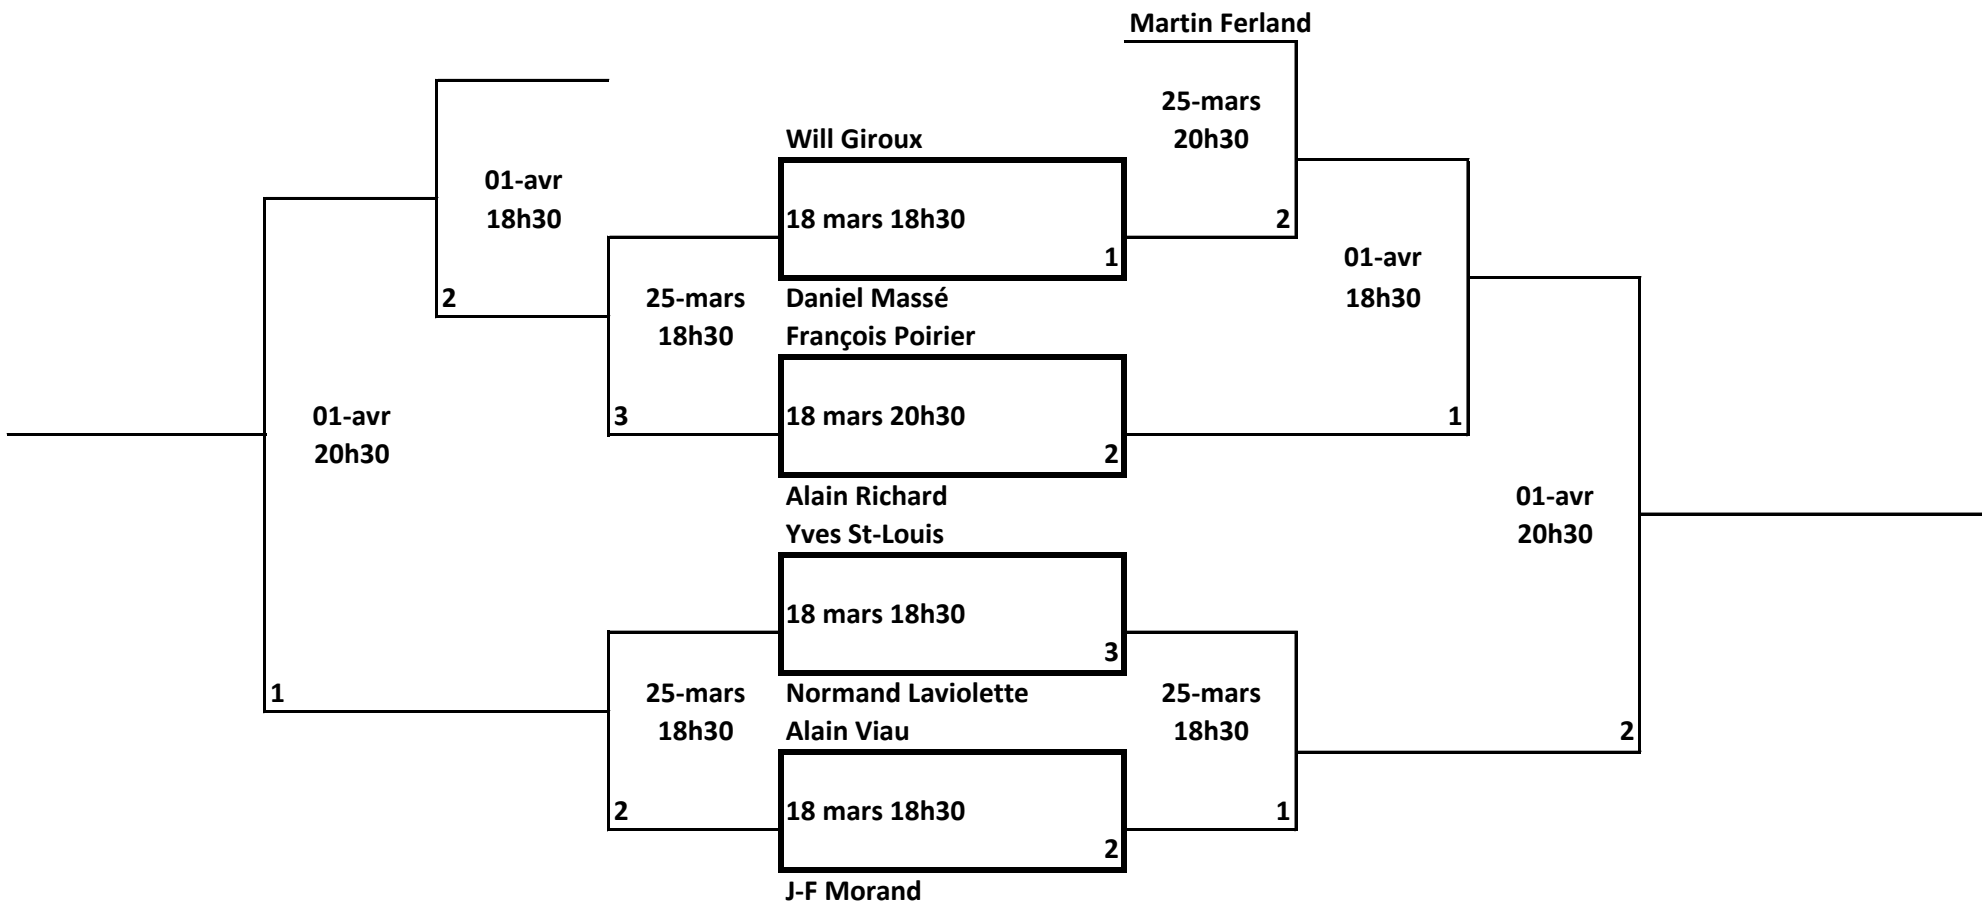 Martin Ferland
25-mars
20h30
Will Giroux
01-avr
18h30
18 mars 18h30
2
1
01-avr
18h30
2
25-mars
18h30
Daniel Massé
François Poirier
01-avr
20h30
3
18 mars 20h30
1
2
Alain Richard
Yves St-Louis
01-avr
20h30
18 mars 18h30
3
1
25-mars
18h30
Normand Laviolette
Alain Viau
25-mars
18h30
2
2
18 mars 18h30
1
2
J-F Morand